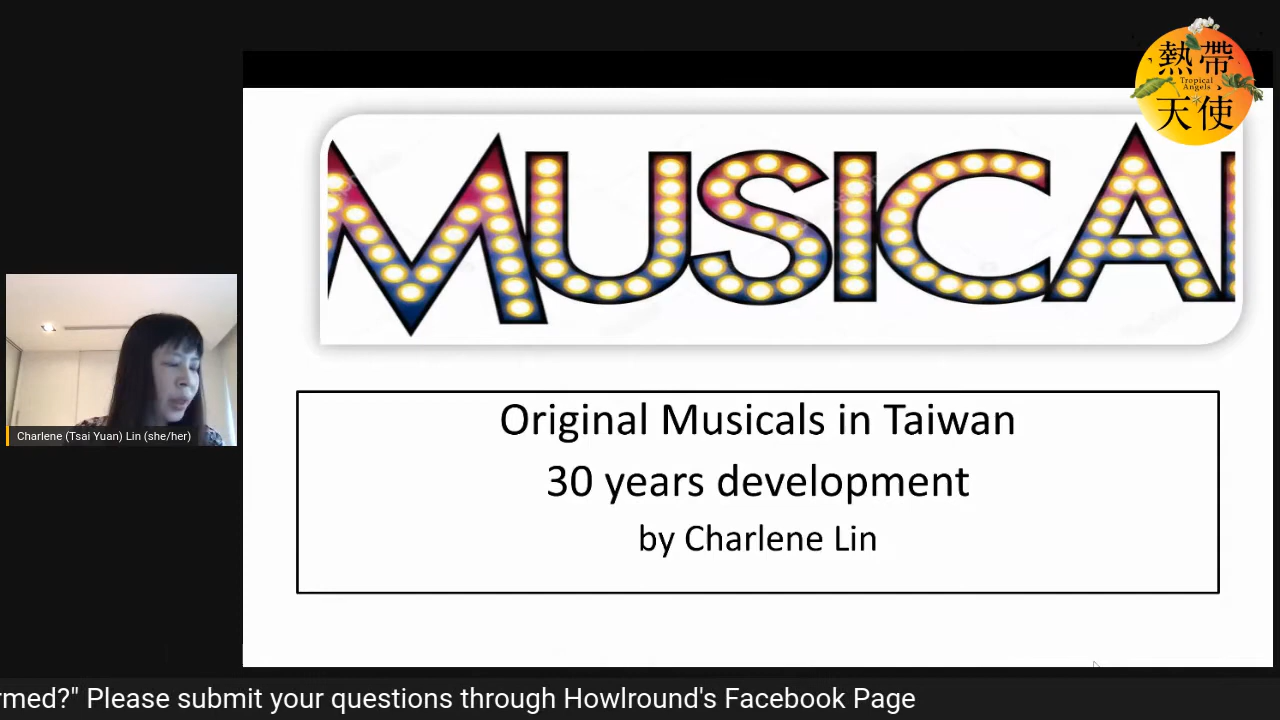 熱帶
Tropical
Angels
天使
MUSICAL
Original Musicals in Taiwan
30 years development
by Charlene Lin
Charlene (Tsai Yuan) Lin (she/her)
rmed?" Please submit your questions through Howlround's Facebook Page